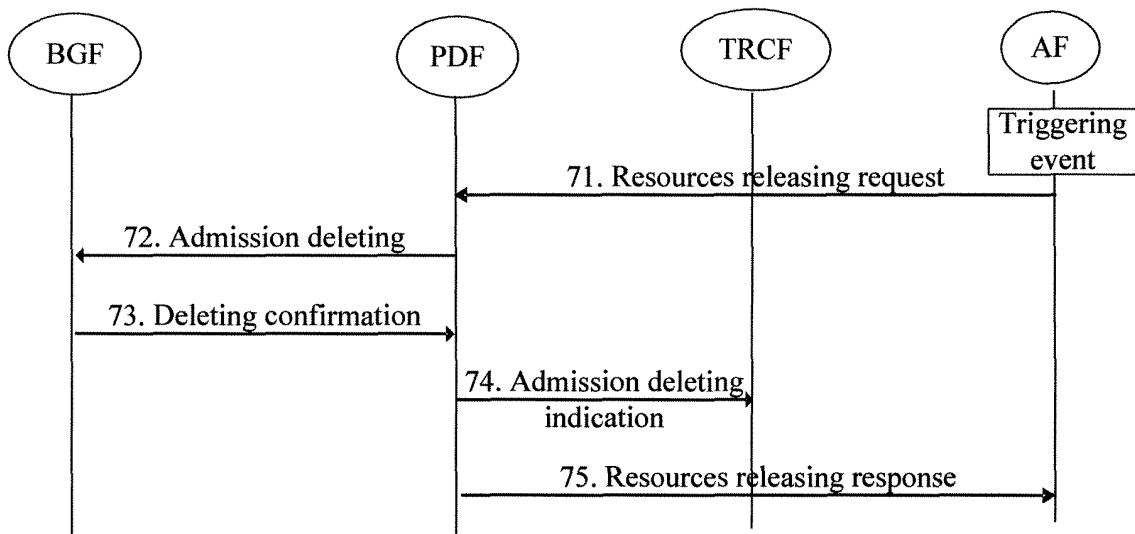 BGF
PDF
TRCF
AF
Triggering
event
71. Resources releasing request
72. Admission deleting
73. Deleting confirmation
74. Admission deleting
indication
75. Resources releasing response